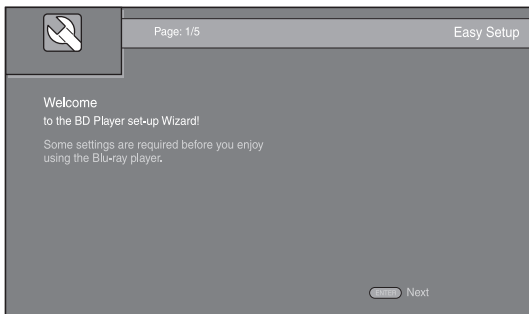 Page: 1/5
Easy Setup
Welcome
to the BD Player set-up Wizard!
Some settings are required before you enjoy
using the Blu-ray player.
ENTER Next